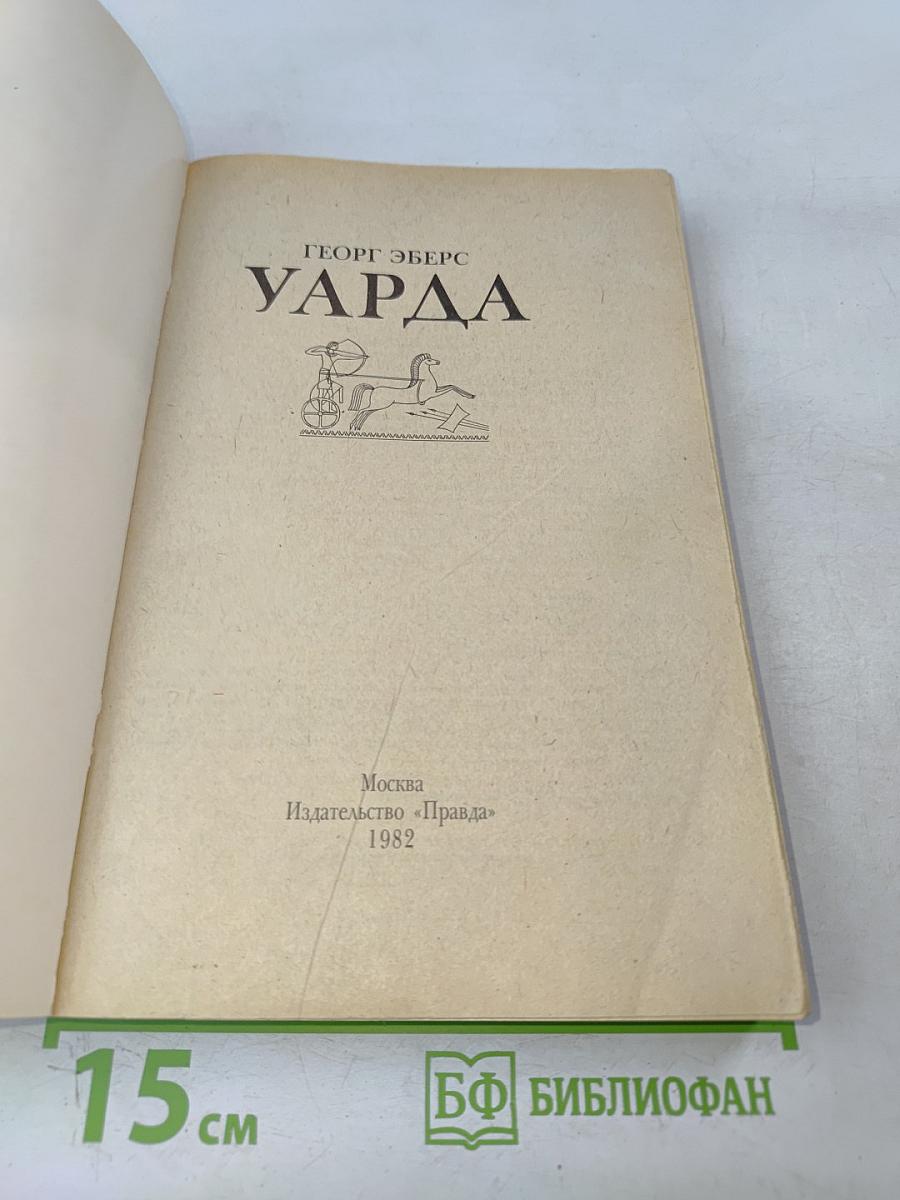 ГЕОРГ ЭБЕРС
УАРДА
Москва
Издательство «Правда»
1982
15 см
БФ БИБЛИОФАН